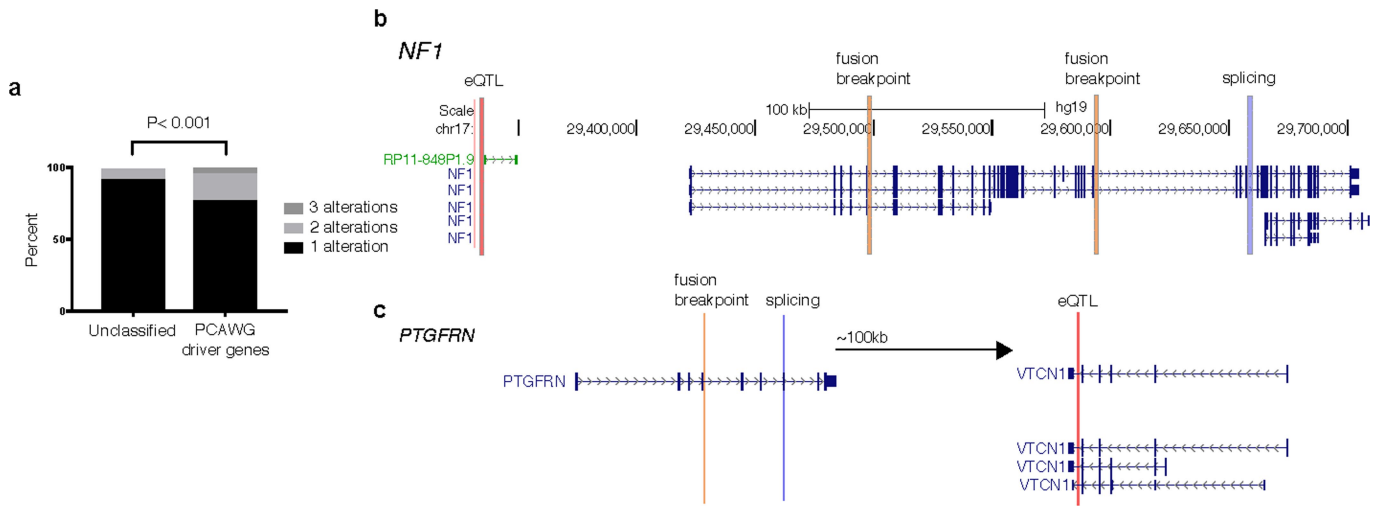 a
P< 0.001
100
50
0
Percent
Unclassified
PCAWG
driver genes
3 alterations
2 alterations
1 alteration
b
NF1
eQTL
fusion
breakpoint
fusion
breakpoint
splicing
Scale
100 kb
hg19
chr17:
29,400,000
29,450,000
29,500,000
29,550,000
29,600,000
29,650,000
29,700,000
RP11-848P1.9
NF1
NF1
NF1
NF1
NF1
c
PTGFRN
fusion
breakpoint
splicing
eQTL
~100kb
PTGFRN
VTCN1
VTCN1
VTCN1
VTCN1